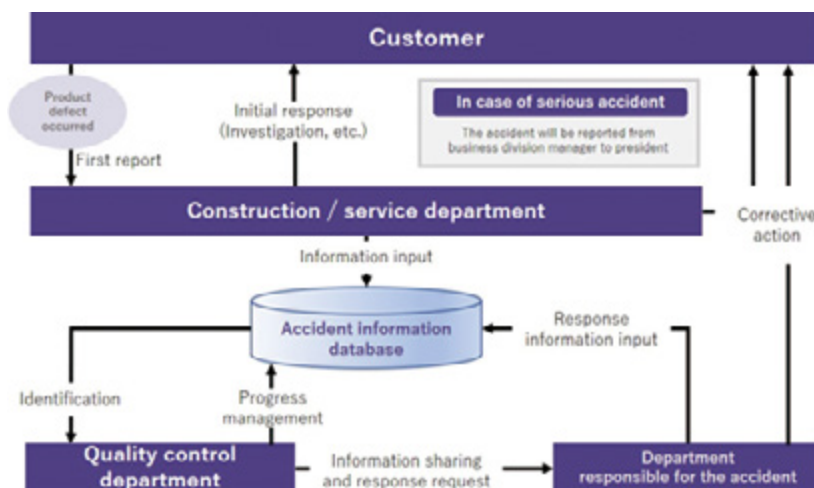 Customer
Product
defect
occurred
First report
Initial response
(Investigation, etc.)
In case of serious accident
The accident will be reported from
business division manager to president
Construction / service department
Corrective
action
Information input
Accident information
database
Response
information input
Identification
Progress
management
Quality control
department
Information sharing
and response request
Department
responsible for the accident